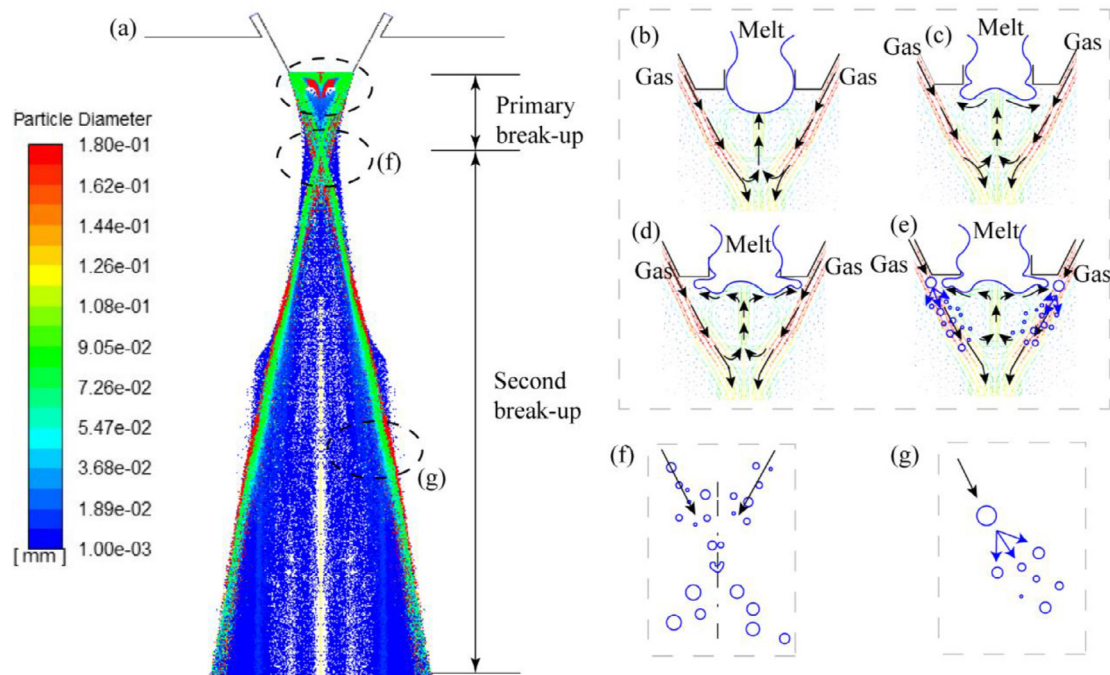 (a)
Particle Diameter
1.80e-01
1.62e-01
1.44e-01
1.26e-01
1.08e-01
9.05e-02
7.26e-02
5.47e-02
3.68e-02
1.89e-02
1.00e-03
[ mm ]
Primary
break-up
(f)
Second
break-up
(g)
(b)
Melt
Gas
Gas
(c)
Melt
Gas
Gas
(d)
Melt
Gas
Gas
(e)
Melt
Gas
Gas
(f)
(g)